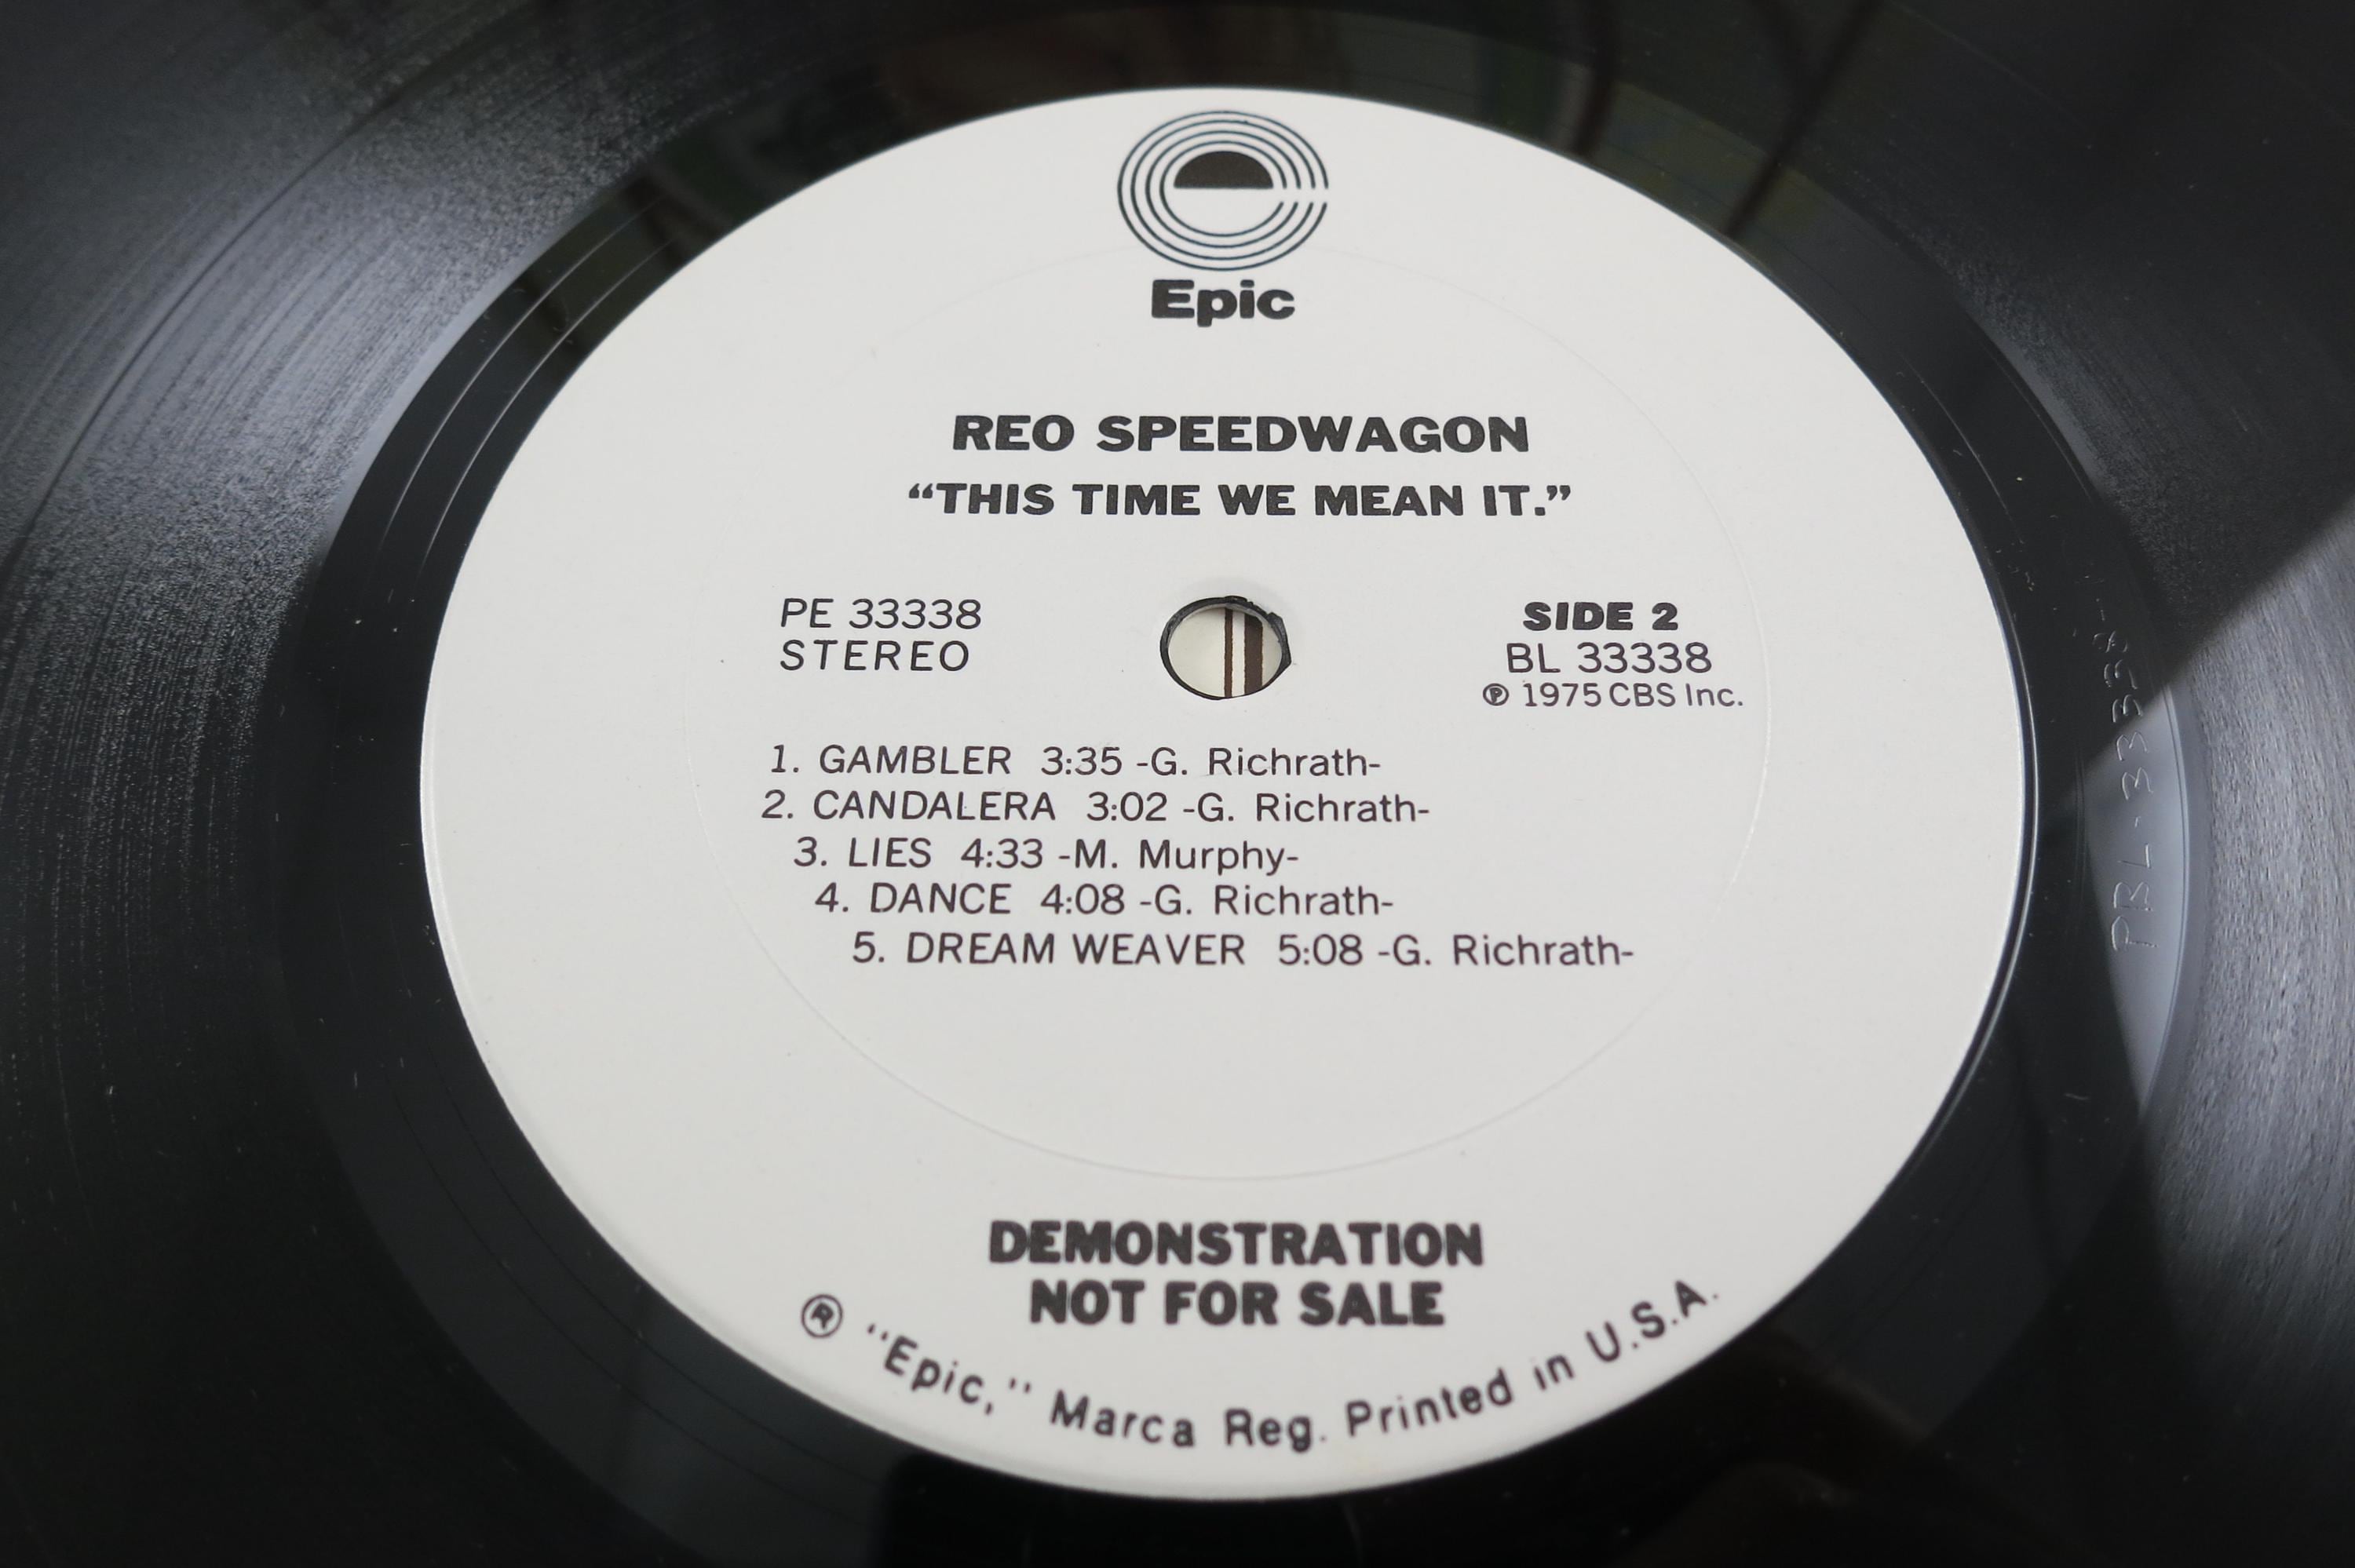 Epic
REO SPEEDWAGON
“THIS TIME WE MEAN IT.”
PE 33338
STEREO
SIDE 2
BL 33338
℗ 1975 CBS Inc.
1. GAMBLER 3:35 -G. Richrath-
2. CANDALERA 3:02 -G. Richrath-
3. LIES 4:33 -M. Murphy-
4. DANCE 4:08 -G. Richrath-
5. DREAM WEAVER 5:08 -G. Richrath-
DEMONSTRATION
NOT FOR SALE
® "Epic," Marca Reg. Printed in U.S.A.